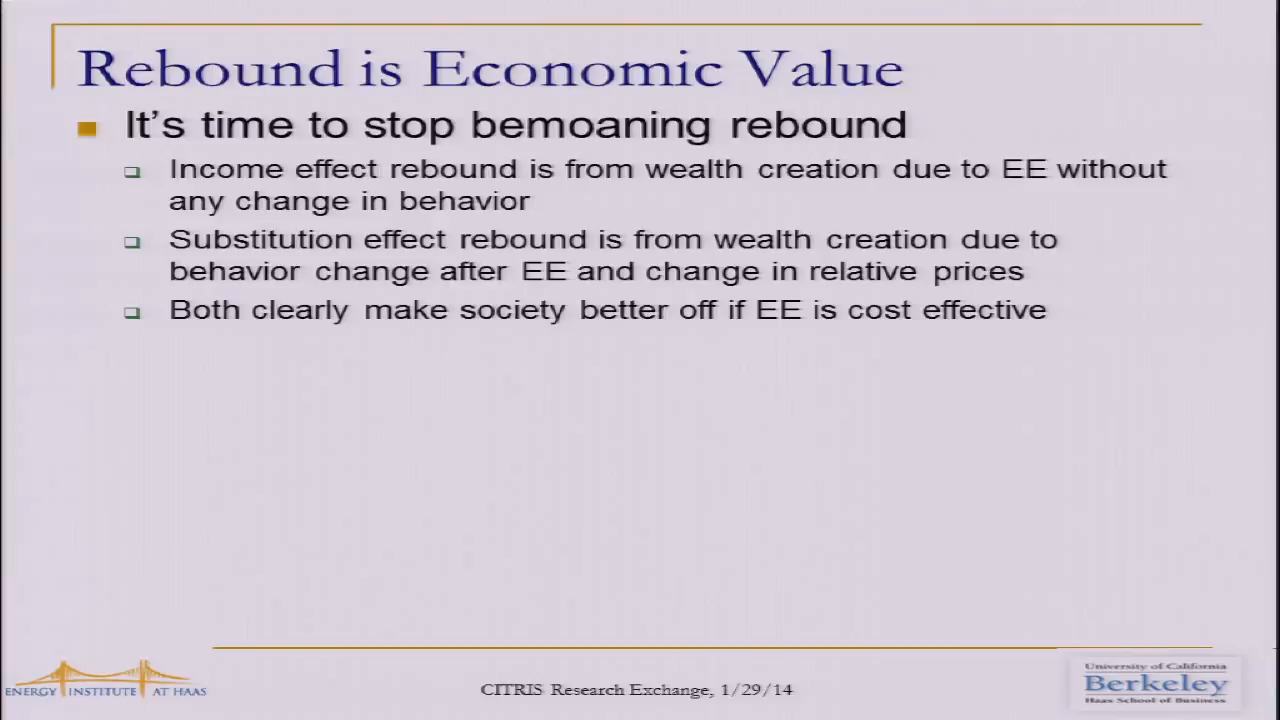 Rebound is Economic Value
It's time to stop bemoaning rebound
Income effect rebound is from wealth creation due to EE without
any change in behavior
Substitution effect rebound is from wealth creation due to
behavior change after EE and change in relative prices
Both clearly make society better off if EE is cost effective
ENERGY INSTITUTE AT HAAS
CITRIS Research Exchange, 1/29/14
University of California
Berkeley
Haas School of Business